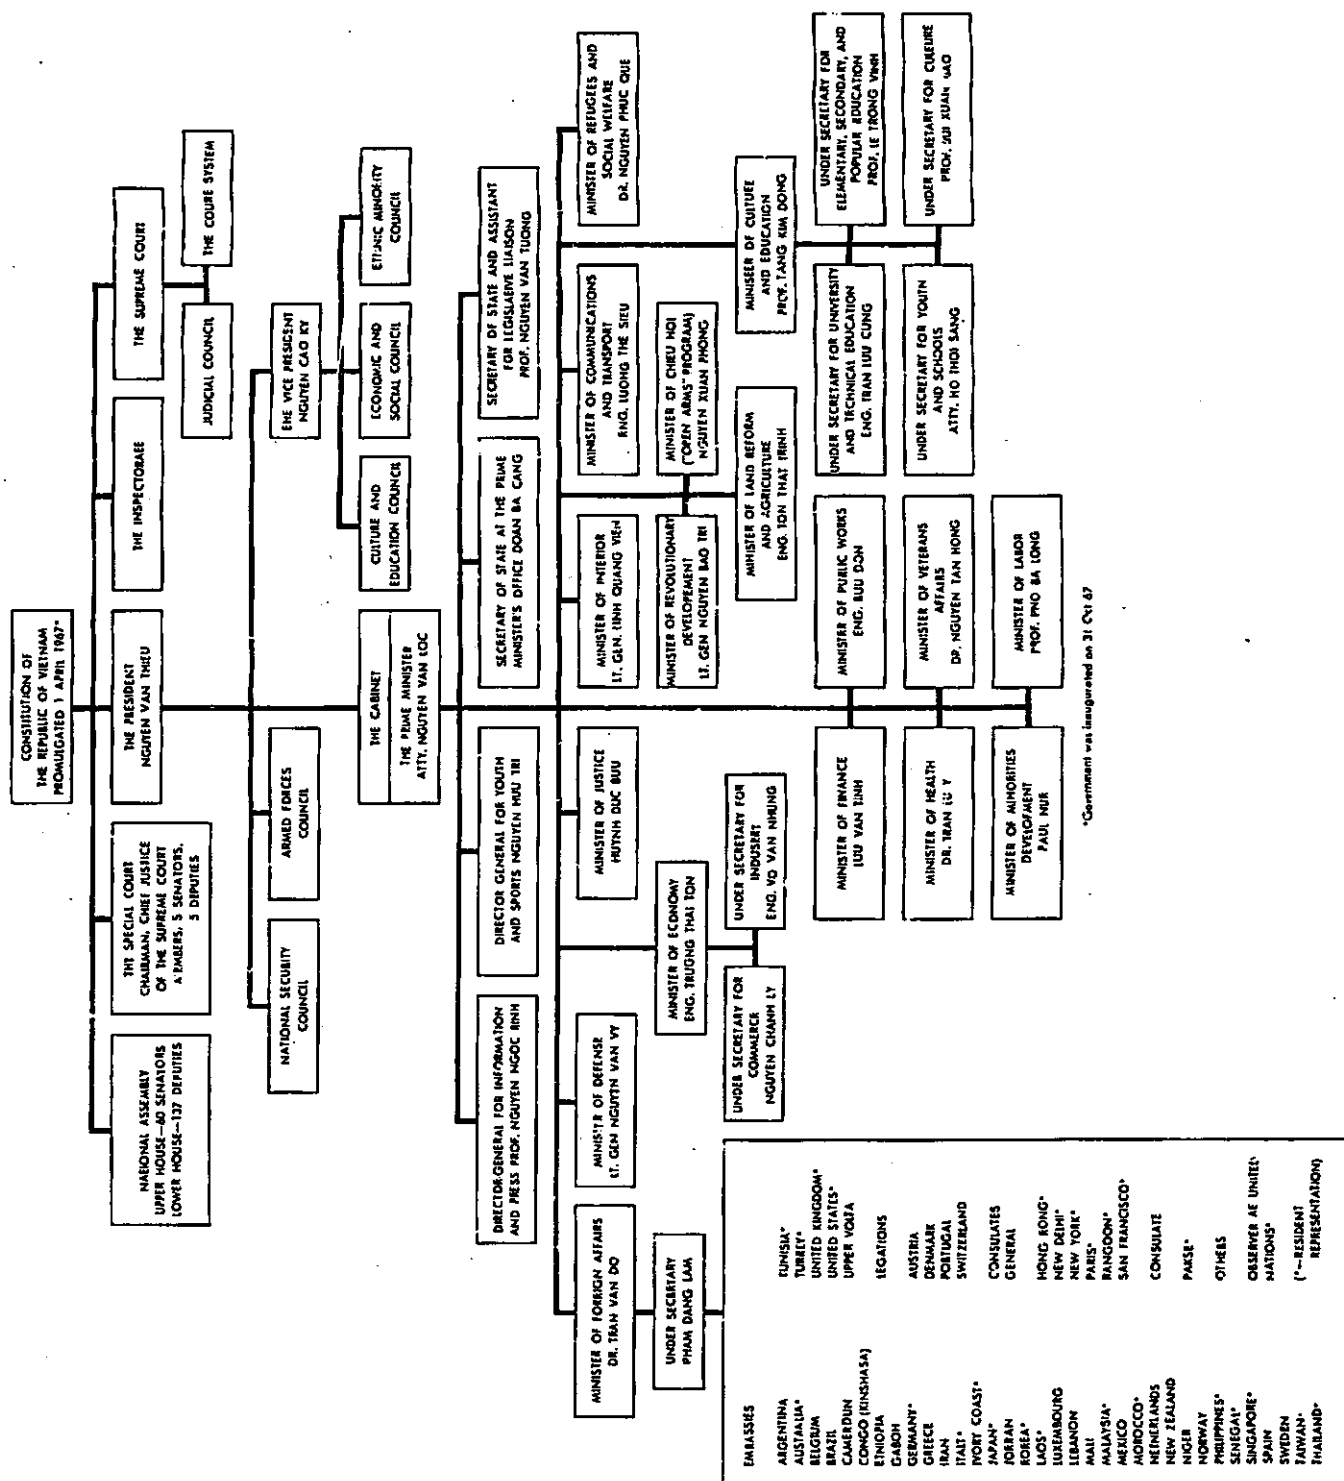 CONSTITUTION OF
THE REPUBLIC OF VIETNAM
PROMULGATED 1 APRIL 1967*
NAEIONAL ASSEMBLY
UPPER HOUSE—60 SENATORS
LOWER HOUSE—137 DEPUTIES
THE SPECIAL COURT
CHAIRMAN, CHIEF JUSTICE
OF THE SUPREME COURT
MEMBERS, 5 SENATORS,
5 DEPUTIES
THE PRESIDENT
NGUYEN VAN THIEU
THE INSPECTORAEE
THE SUPREME COURT
JUDICIAL COUNCIL
THE COURE SYSTEM
NATIONAL SECURITY
COUNCIL
ARMED FORCES
COUNCIL
EHE VICE PRESIDENT
NGUYEN CAO KY
CULTURE AND
EDUCATION COUNCIL
ECONOMIC AND
SOCIAL COUNCIL
ETHNIC MINORITY
COUNCIL
THE CABINET
THE PRIME MINISTER
ATTY. NGUYEN VAN LOC
DIRECTOR-GENERAL FOR INFORMATION
AND PRESS PROF. NGUYEN NGOC RINH
DIRECTOR GENERAL FOR YOUTH
AND SPORTS NGUYEN HUU TRI
SECRETARY OF STATE AT THE PRIME
MINISTER'S OFFICE DOAN BA CANG
SECRETARY OF STATE AND ASSISTANT
FOR LEGISLAEIVE LIAISON
PROF. NGUYEN VAN TUONG
MINISTER OF FORRIGN AFFAIRS
DR. TRAN VAN DO
MINISTER OF DEFENSR
LT. GEN NGUYEN VAN VY
MINISTER OF JUSTICE
HUYNH DUC BUU
MINISTER OF INTERIOR
LT. GEN. LINH QUANG VIEN
MINISTER OF COMMUNICATIONS
AND TRANSPORT
RNG. LUONG THE SIEU
MINISTER OF REFUGEES AND
SOCIAL WELFARE
DR. NGUYEN PHUC QUE
UNDER SECRETARY
PHAM DANG LAM
MINISTER OF ECONOMY
ENG. TRUGNG THAI TON
MINISTER OF REVOLUTIONARY
DEVELOPEMENT
LT. GEN NGUYEN BAO TRI
MINISTER OF CHIEU HOI
("OPEN ARMS" PROGRAM)
NGUYEN XUAN PHONG
UNDER SECRETARY FOR
COMMERCE
NGUYEN CHANH LY
UNDER SECRETARY FOR
INDUSERY
ENG. VO VAN NHUNG
MINISTER OF LAND REFORM
AND AGRICULTURE
ENG. TON THAT TRINH
MINISEER OF CULTURE
AND EDUCATION
PROF. TANG KIM DONG
MINISTER OF FINANCE
LUU VAN TINH
MINISTRR OF PUBLIC WORKS
ENG. BUU DON
UNDER SECRETARY FOR UNIVERSITY
AND TRCHNICAL EDUCATION
ENG. TRAN LUU CUNG
UNDER SECRETARY FOR
ELEMENTARY, SECONDARY, AND
POPULAR EDUCATION
PROF. LE TRONG VINH
MINISTER OF HEALTH
DR. TRAN LU Y
MINISTER OF VETERANS
AFFAIRS
DR. NGUYEN TAN HONG
UNDER SECRETARY FOR YOUTH
AND SCHOOLS
ATTY. HO THOI SANG
UNDER SECRETARY FOR CULEURE
PROF. BUI XUAN BAO
MINISTER OF MINORITIES
DEVELOPMENT
PAUL NUR
MINISTER OF LABOR
PROF. PHO BA LONG
EMBASSIES
ARGENTINA
AUSTRALIA*
BELGIUM
BRAZIL
CAMEROUN
CONGO (KINSHASA)
ETHIOPIA
GABON
GERMANY*
GREECE
IRAN
ITALY*
IVORY COAST*
JAPAN*
JORRAN
KOREA*
LAOS*
LUXEMBOURG
LEBANON
MALI
MALAYSIA*
MEXICO
MOROCCO*
NETHERLANDS
NEW ZEALAND
NIGER
NORWAY
PHILIPPINES*
SENEGAL*
SINGAPORE*
SPAIN
SWEDEN
TAIWAN*
THAILAND*
TUNISIA*
TURREY*
UNITED KINGDOM*
UNITED STATES*
UPPER VOLTA
LEGATIONS
AUSTRIA
DENMARK
PORTUGAL
SWITZERLAND
CONSULATES
GENERAL
HONG RONG*
NEW DELHI*
NEW YORK*
PARIS*
RANGOON*
SAN FRANCISCO*
CONSULATE
PAKSE*
OTHERS
OBSERVER AE UNITED
NATIONS*
(*—RESIDENT
REPRESENTATION)
*Government was inaugurated on 31 Oct 67